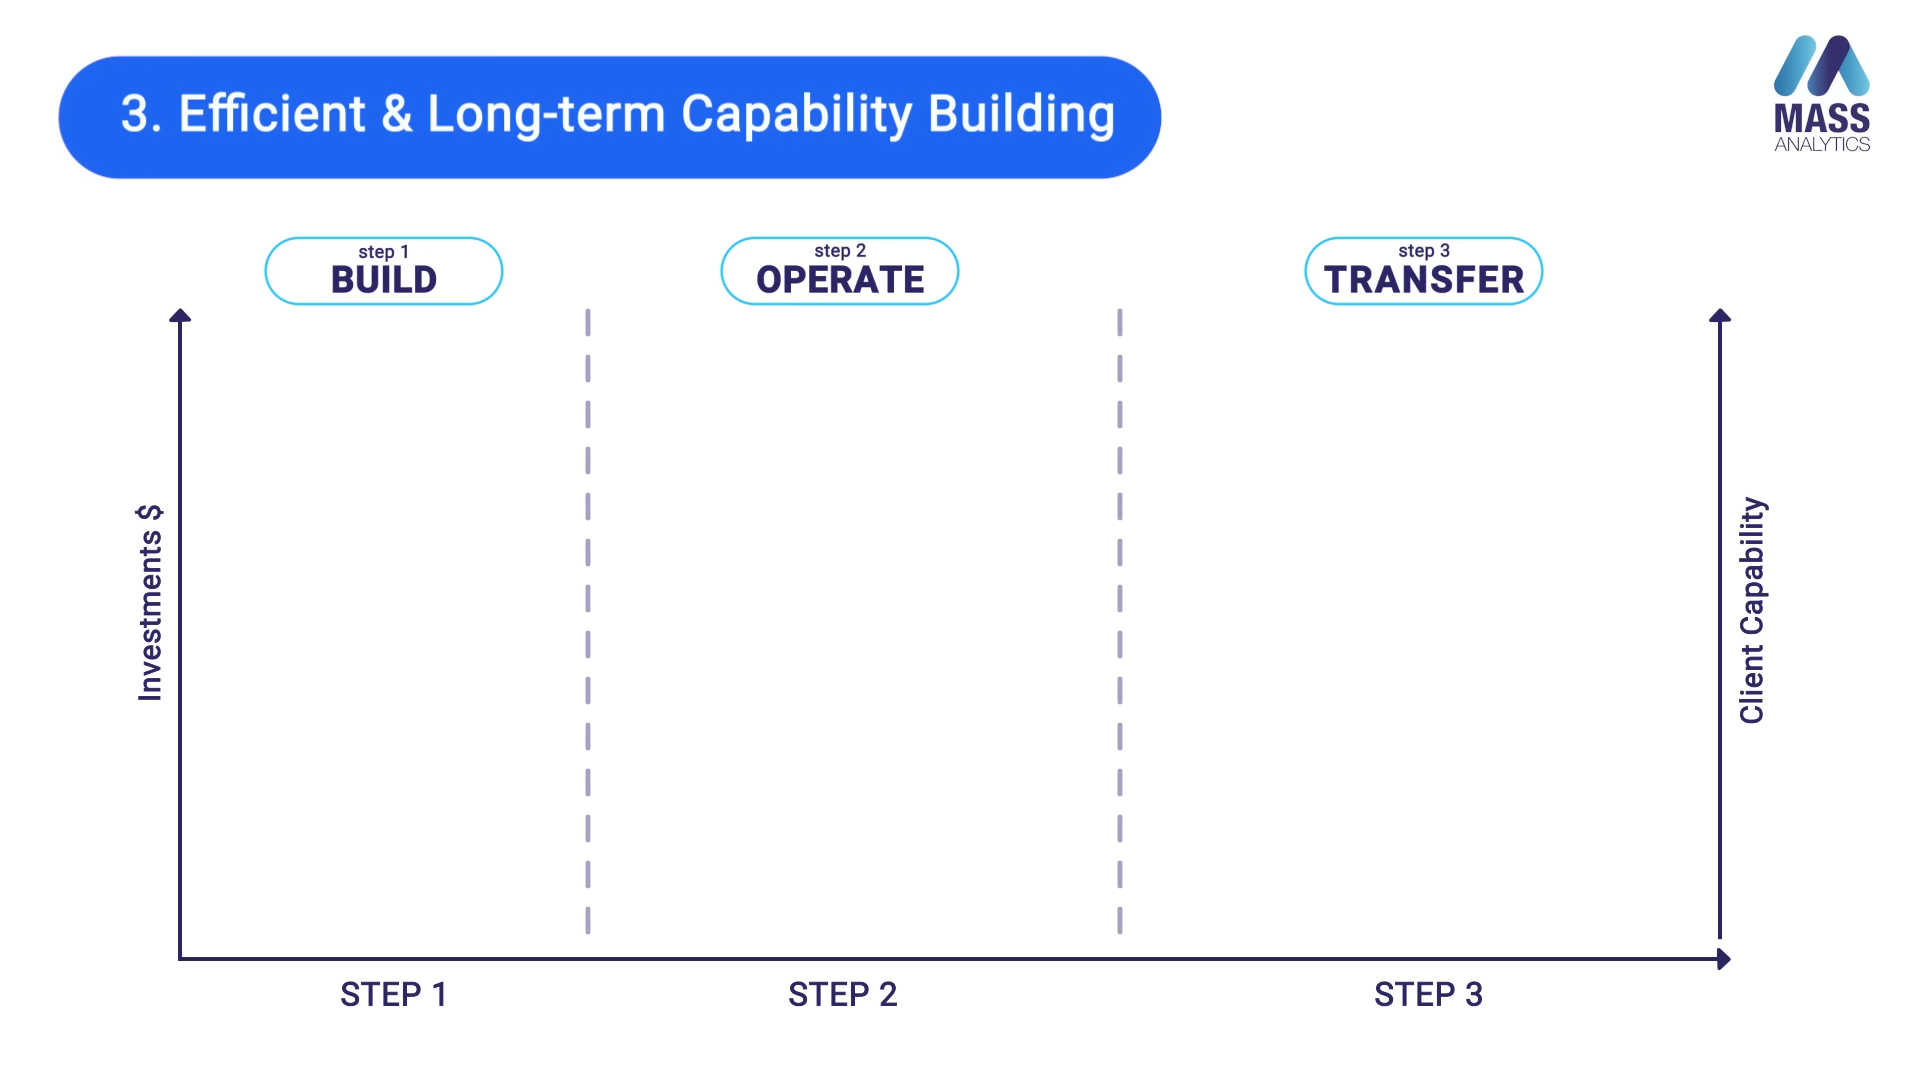 3. Efficient & Long-term Capability Building
MASS
ANALYTICS
step 1
BUILD
step 2
OPERATE
step 3
TRANSFER
Investments $
Client Capability
STEP 1
STEP 2
STEP 3